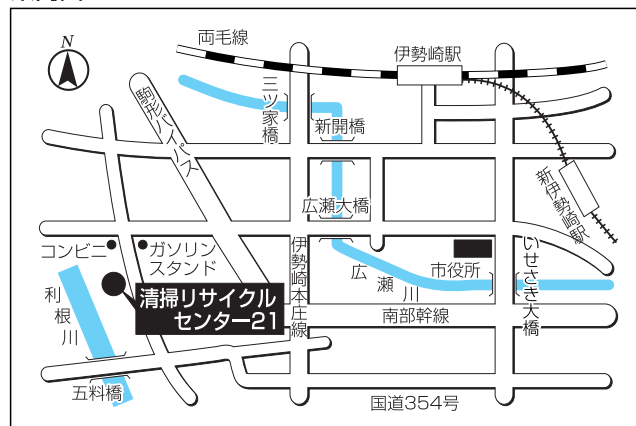 N
両毛線
伊勢崎駅
駒形バイパス
三ツ家橋
新開橋
新伊勢崎駅
広瀬大橋
コンビニ
ガソリン
スタンド
伊勢崎本庄線
広瀬川
市役所
いせさき大橋
利根川
清掃リサイクル
センター21
南部幹線
五料橋
国道354号